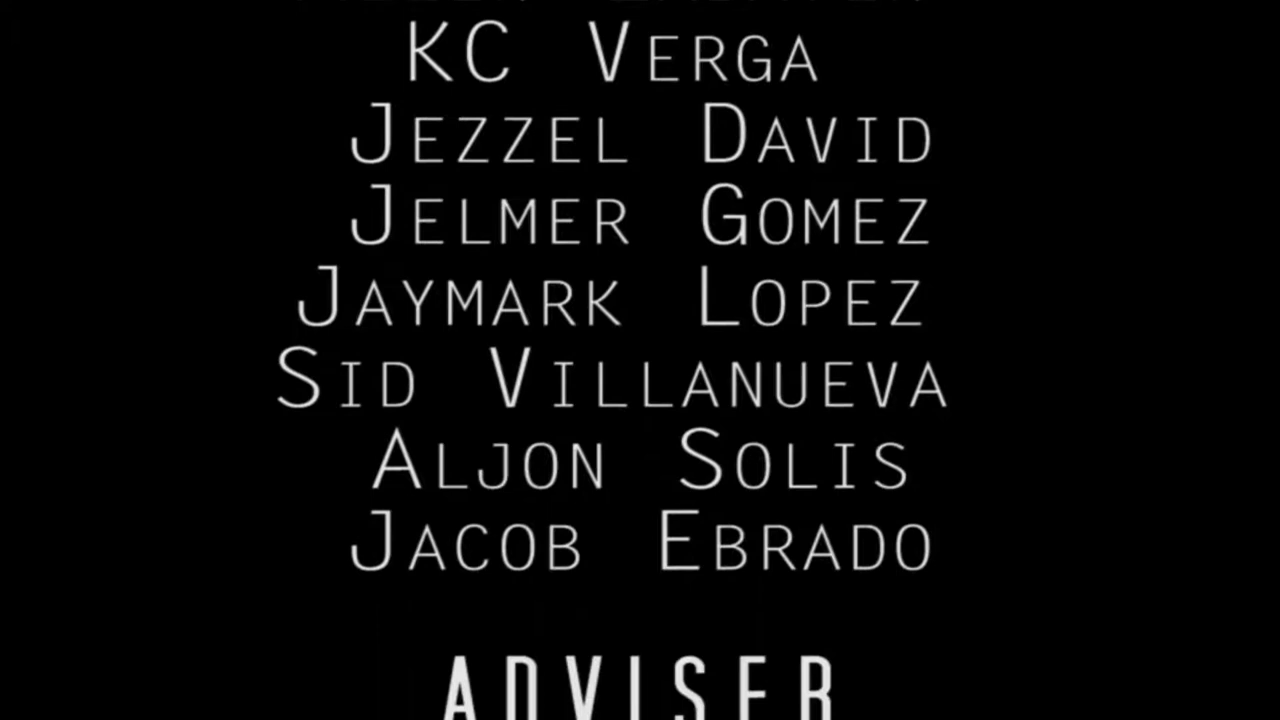 KC Verga
Jezzel David
Jelmer Gomez
Jaymark Lopez
Sid Villanueva
Aljon Solis
Jacob Ebrado
ADVISER